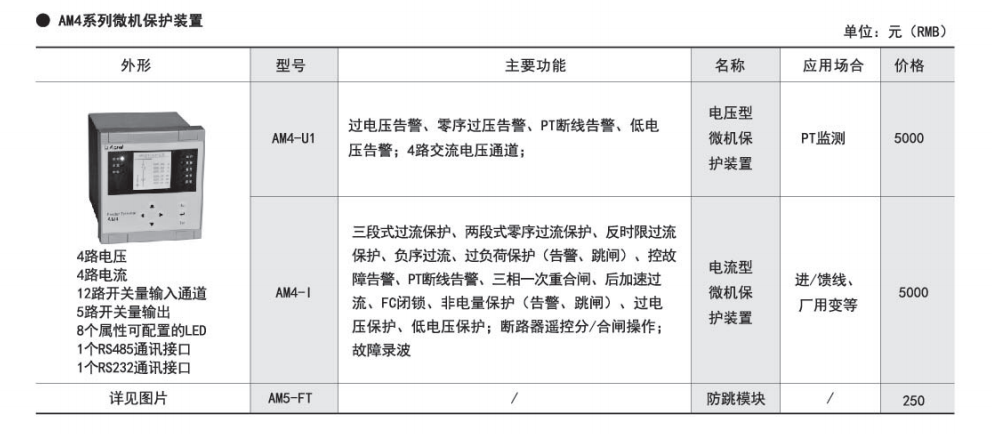 ● AM4系列微机保护装置
单位：元（RMB）
外形 型号 主要功能 名称 应用场合 价格
4路电压
4路电流
12路开关量输入通道
5路开关量输出
8个属性可配置的LED
1个RS485通讯接口
1个RS232通讯接口
AM4-U1
过电压告警、零序过压告警、PT断线告警、低电
压告警；4路交流电压通道；
电压型
微机保
护装置
PT监测
5000
AM4-I
三段式过流保护、两段式零序过流保护、反时限过流
保护、负序过流、过负荷保护（告警、跳闸）、控故
障告警、PT断线告警、三相一次重合闸、后加速过
流、FC闭锁、非电量保护（告警、跳闸）、过电
压保护、低电压保护；断路器遥控分/合闸操作；
故障录波
电流型
微机保
护装置
进/馈线、
厂用变等
5000
详见图片 AM5-FT / 防跳模块 / 250